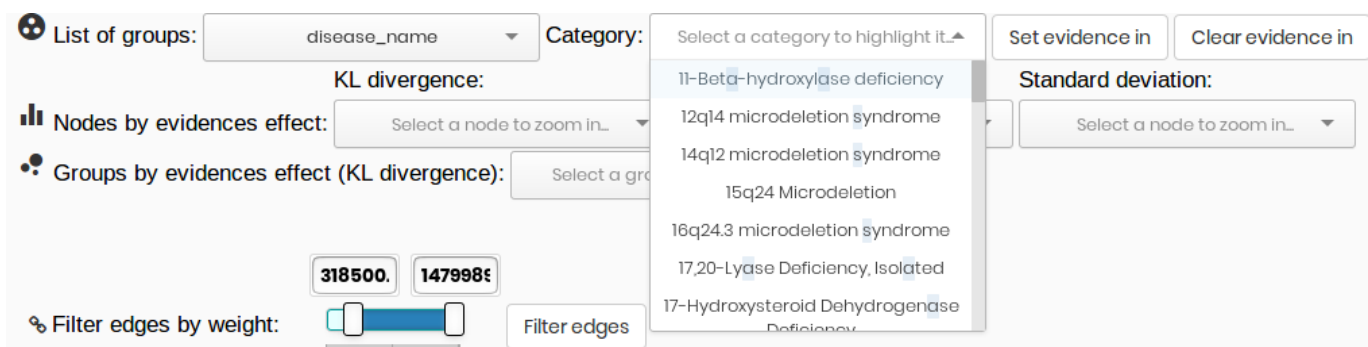 List of groups: disease_name Category: Select a category to highlight it... Set evidence in Clear evidence in
KL divergence: Standard deviation:
11-Beta-hydroxylase deficiency
Nodes by evidences effect: Select a node to zoom in... Select a node to zoom in...
12q14 microdeletion syndrome
14q12 microdeletion syndrome
Groups by evidences effect (KL divergence): Select a gro
15q24 Microdeletion
16q24.3 microdeletion syndrome
17,20-Lyase Deficiency, Isolated
318500. 1479989
17-Hydroxysteroid Dehydrogenase
Deficiency
Filter edges by weight: Filter edges